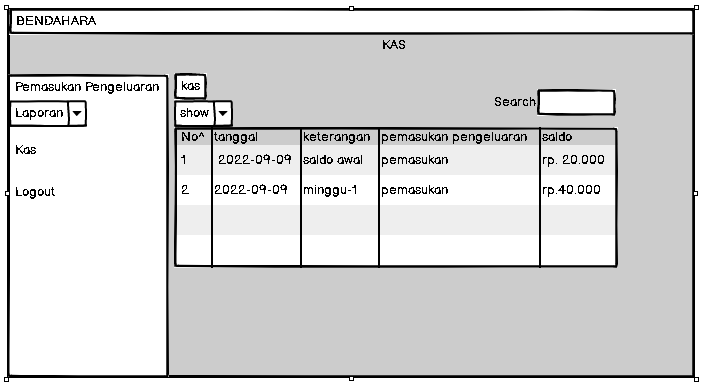 BENDAHARA
KAS
Pemasukan Pengeluaran
Laporan
Kas
Logout
kas
show
Search
No^ tanggal keterangan pemasukan pengeluaran saldo
1 2022-09-09 saldo awal pemasukan rp. 20.000
2 2022-09-09 minggu-1 pemasukan rp.40.000